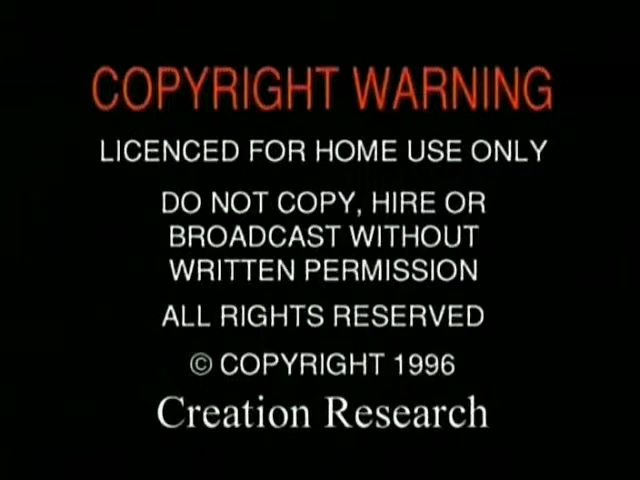 COPYRIGHT WARNING
LICENCED FOR HOME USE ONLY
DO NOT COPY, HIRE OR
BROADCAST WITHOUT
WRITTEN PERMISSION
ALL RIGHTS RESERVED
© COPYRIGHT 1996
Creation Research